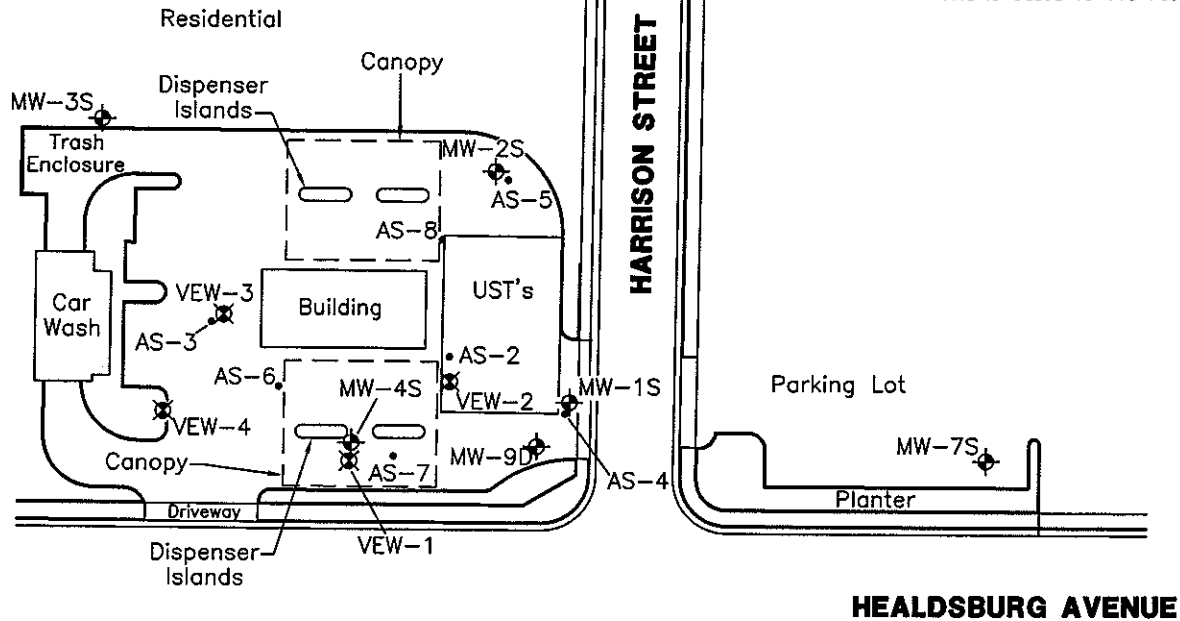 Residential
HARRISON STREET
Canopy
Dispenser
Islands
MW-3S
Trash
Enclosure
MW-2S
AS-5
AS-8
VEW-3
Building
UST's
Car
Wash
AS-3
AS-2
AS-6
MW-4S
MW-1S
Parking Lot
VEW-2
VEW-4
MW-7S
Canopy
AS-7
MW-9D
AS-4
Planter
Driveway
VEW-1
Dispenser
Islands
HEALDSBURG AVENUE